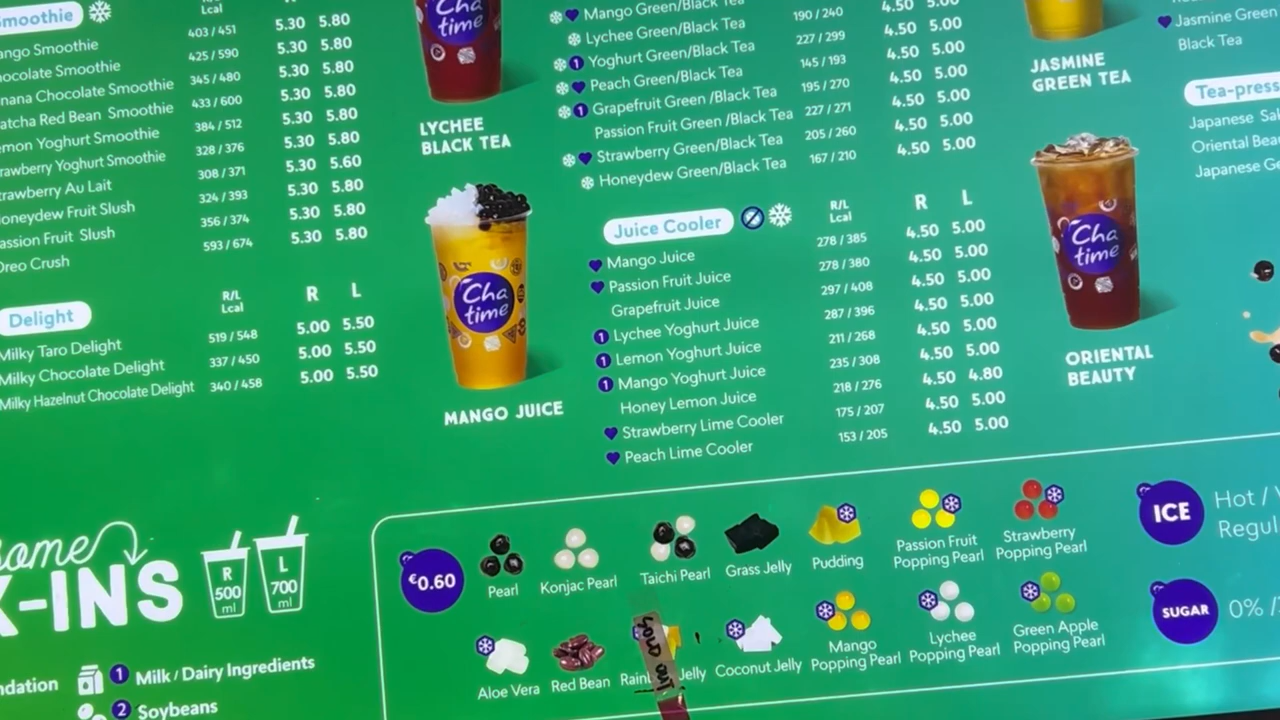 Smoothie
R/L
Lcal
Mango Smoothie 403 / 451 5.30 5.80
Chocolate Smoothie 425 / 590 5.30 5.80
Banana Chocolate Smoothie 345 / 480 5.30 5.80
Matcha Red Bean Smoothie 433 / 600 5.30 5.80
Lemon Yoghurt Smoothie 384 / 512 5.30 5.80
Strawberry Yoghurt Smoothie 328 / 376 5.30 5.80
Strawberry Au Lait 308 / 371 5.30 5.60
Honeydew Fruit Slush 324 / 393 5.30 5.80
Passion Fruit Slush 356 / 374 5.30 5.80
Oreo Crush 593 / 674 5.30 5.80
Delight
R/L
Lcal
R L
Milky Taro Delight 519 / 548 5.00 5.50
Milky Chocolate Delight 337 / 450 5.00 5.50
Milky Hazelnut Chocolate Delight 340 / 458 5.00 5.50
Cha
time
LYCHEE
BLACK TEA
Cha
time
MANGO JUICE
Mango Green/Black Tea 190 / 240 4.50 5.00
Lychee Green/Black Tea 227 / 299 4.50 5.00
1 Yoghurt Green/Black Tea 145 / 193 4.50 5.00
Peach Green/Black Tea 195 / 270 4.50 5.00
1 Grapefruit Green /Black Tea 227 / 271 4.50 5.00
Passion Fruit Green /Black Tea 205 / 260 4.50 5.00
Strawberry Green/Black Tea 167 / 210 4.50 5.00
Honeydew Green/Black Tea
Juice Cooler
R/L
Lcal
R L
Mango Juice 278 / 385 4.50 5.00
Passion Fruit Juice 278 / 380 4.50 5.00
Grapefruit Juice 297 / 408 4.50 5.00
1 Lychee Yoghurt Juice 287 / 396 4.50 5.00
1 Lemon Yoghurt Juice 211 / 268 4.50 5.00
1 Mango Yoghurt Juice 235 / 308 4.50 5.00
Honey Lemon Juice 218 / 276 4.50 4.80
Strawberry Lime Cooler 175 / 207 4.50 5.00
Peach Lime Cooler 153 / 205 4.50 5.00
JASMINE
GREEN TEA
Cha
time
ORIENTAL
BEAUTY
Jasmine Green
Black Tea
Tea-press
Japanese
Oriental Beau
Japanese Ge
some
X-INS
R
500
ml
L
700
ml
ndation
1 Milk / Dairy Ingredients
2 Soybeans
€0.60
Pearl
Konjac Pearl
Taichi Pearl
Grass Jelly
Pudding
Passion Fruit
Popping Pearl
Strawberry
Popping Pearl
Aloe Vera
Red Bean
Rain Jelly
Sold out
Coconut Jelly
Mango
Popping Pearl
Lychee
Popping Pearl
Green Apple
Popping Pearl
ICE
Hot /
Regul
SUGAR
0% /